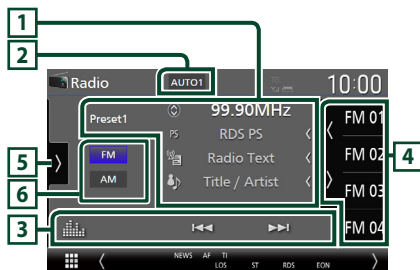 1
2
Radio AUTO1 10:00
Preset1 99.90MHz FM 01
PS RDS PS
FM Radio Text FM 02
AM Title / Artist FM 03
FM 04
4
5
6
3
NEWS AF TI
LOS ST RDS EON